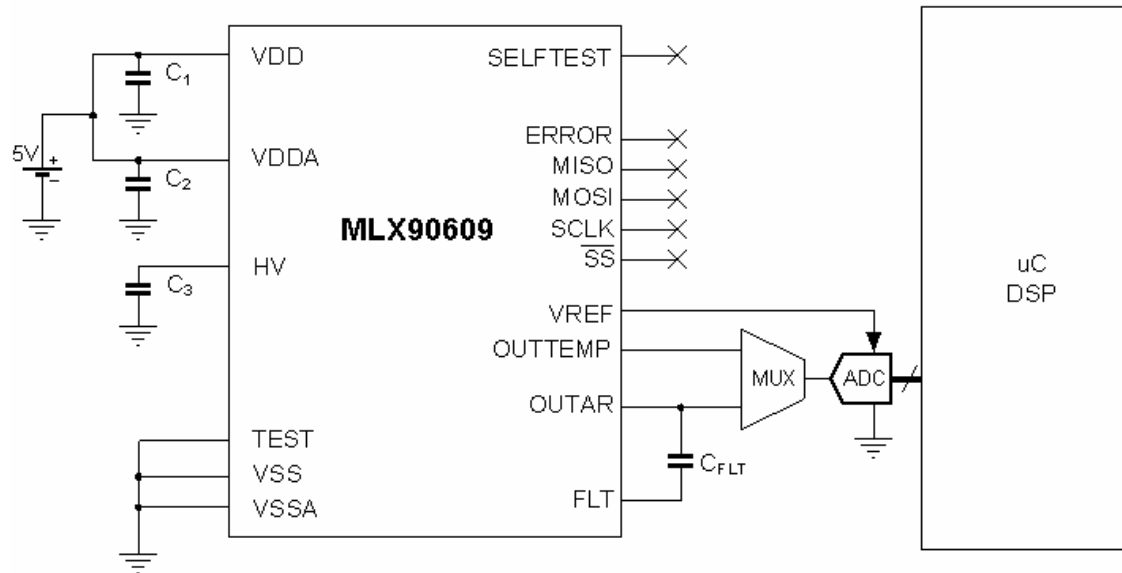 VDD
C1
5V
+
−
VDDA
C2
HV
C3
TEST
VSS
VSSA
MLX90609
SELFTEST
ERROR
MISO
MOSI
SCLK
SS
VREF
OUTTEMP
OUTAR
FLT
CFLT
MUX
ADC
uC
DSP